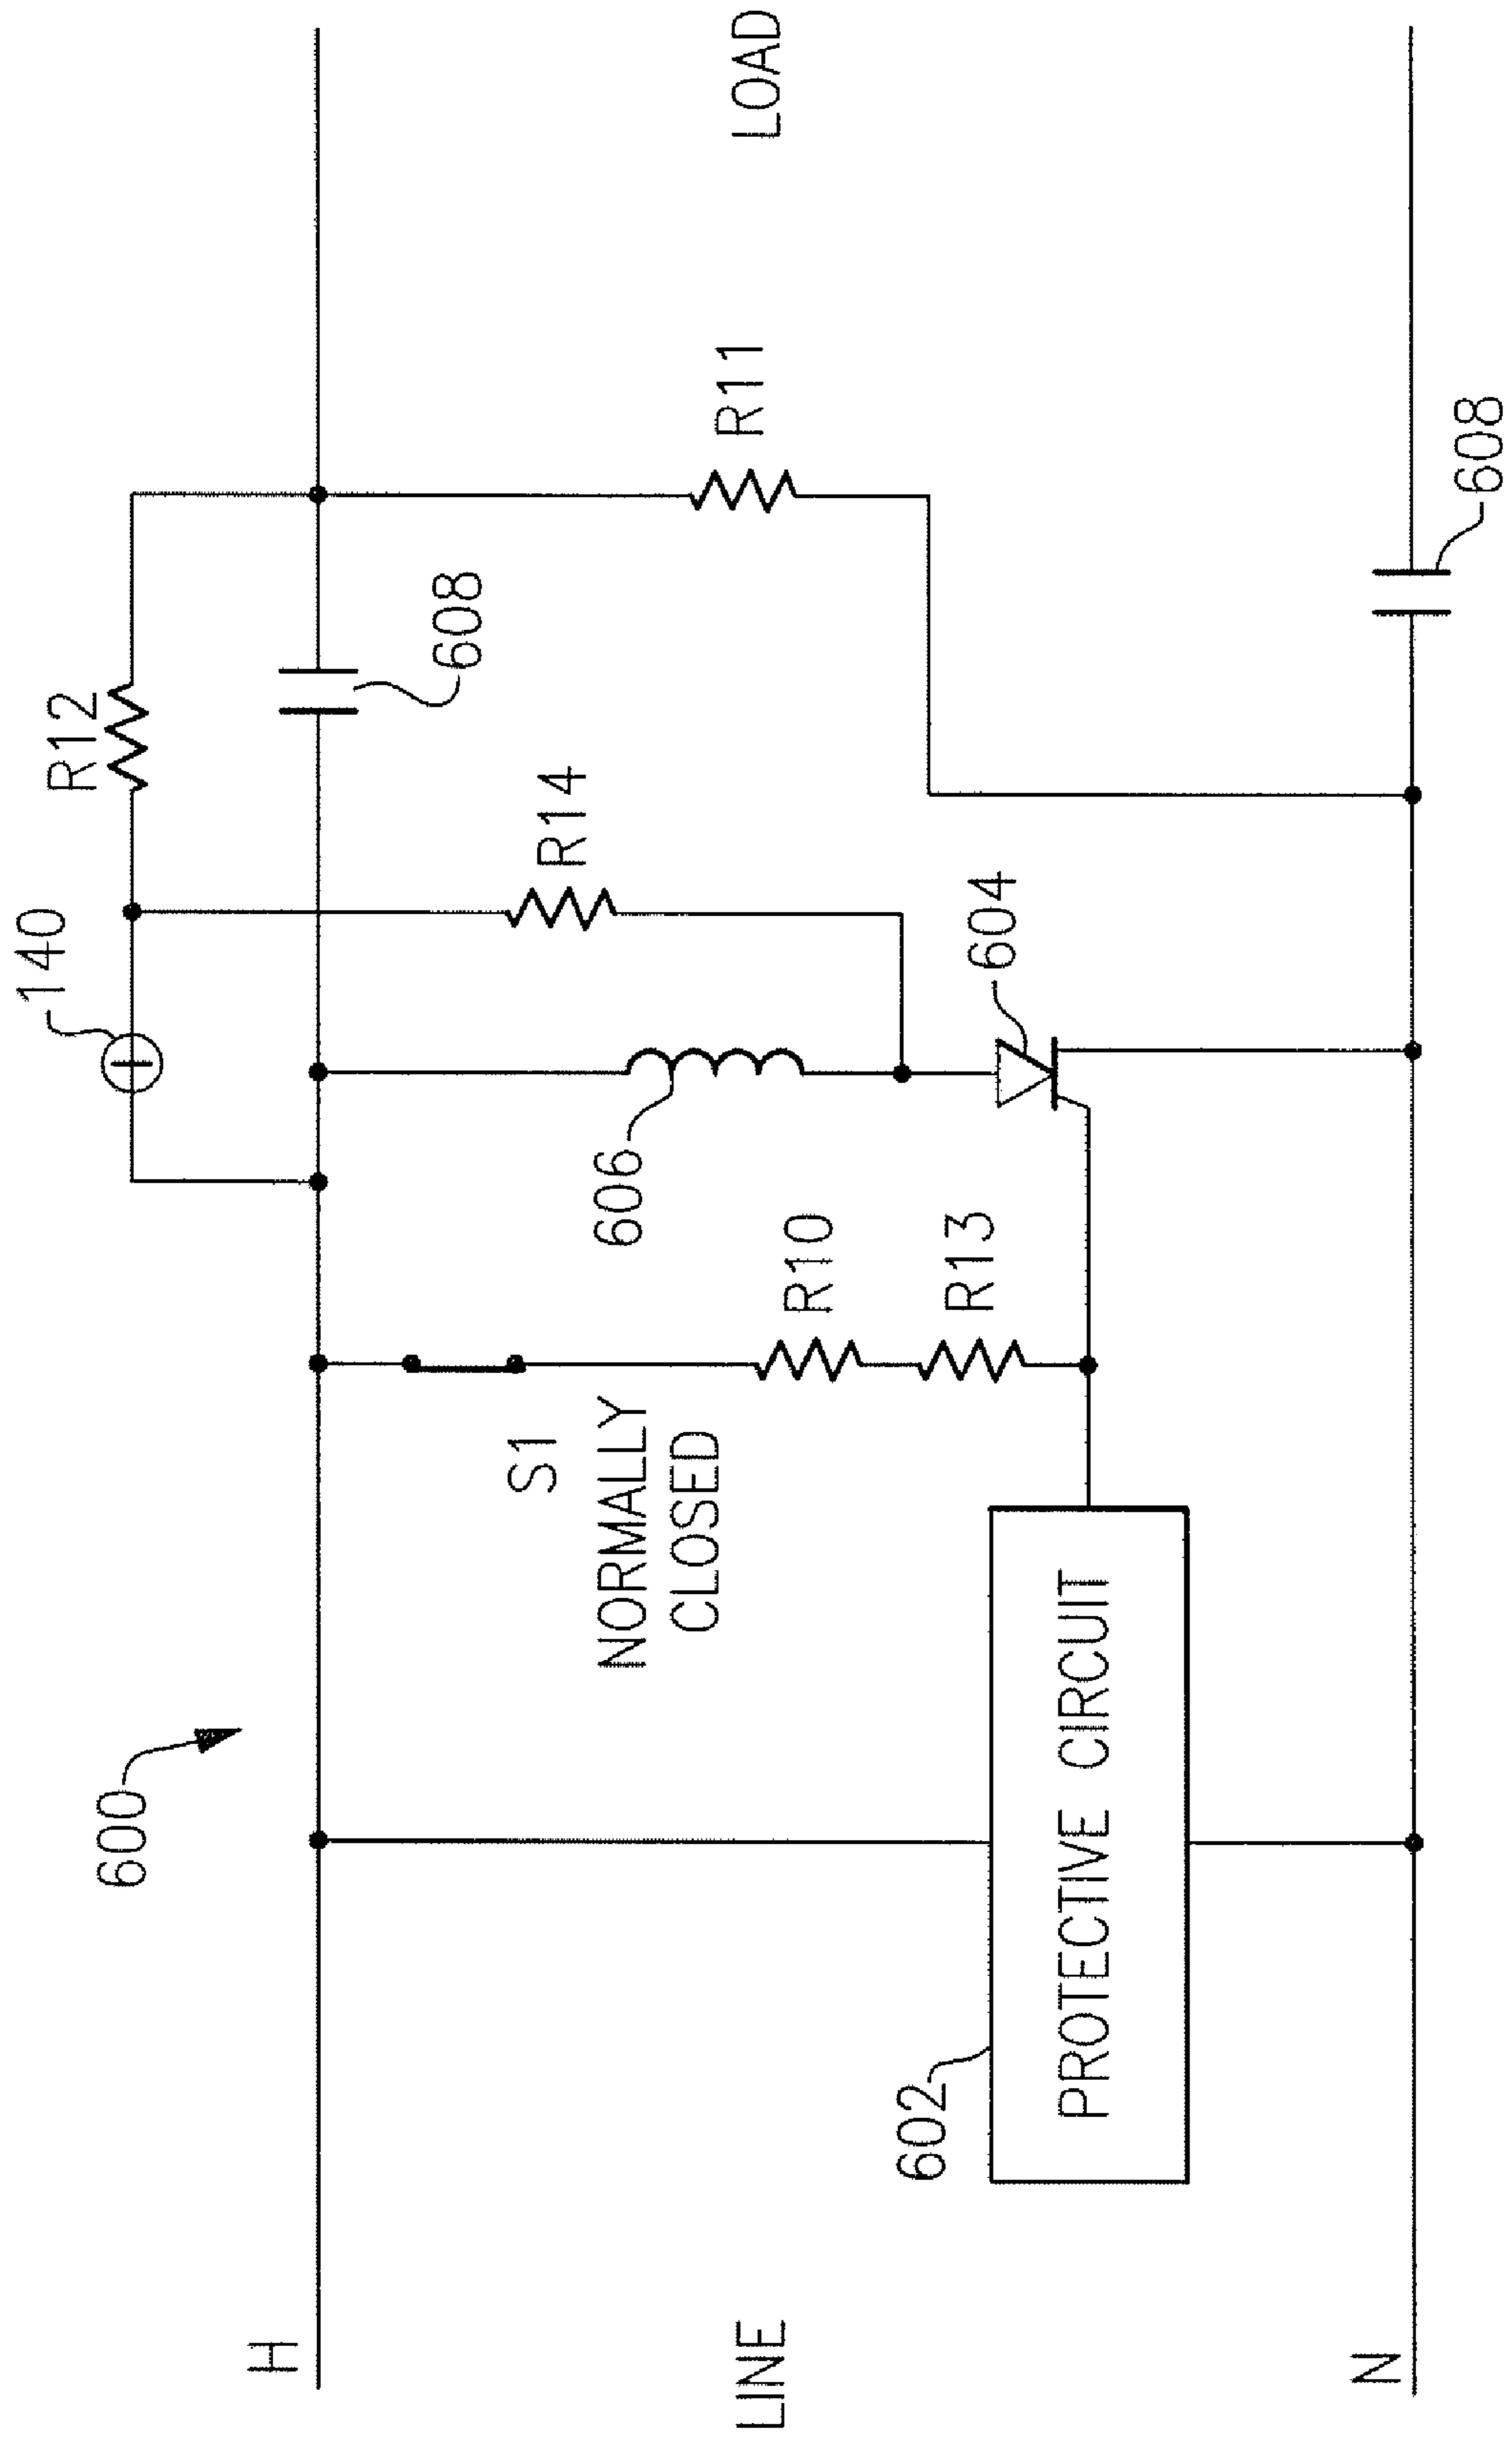 600
H
LINE
N
LOAD
140
R12
608
R14
R11
606
604
S1
NORMALLY
CLOSED
R10
R13
602
PROTECTIVE CIRCUIT
608